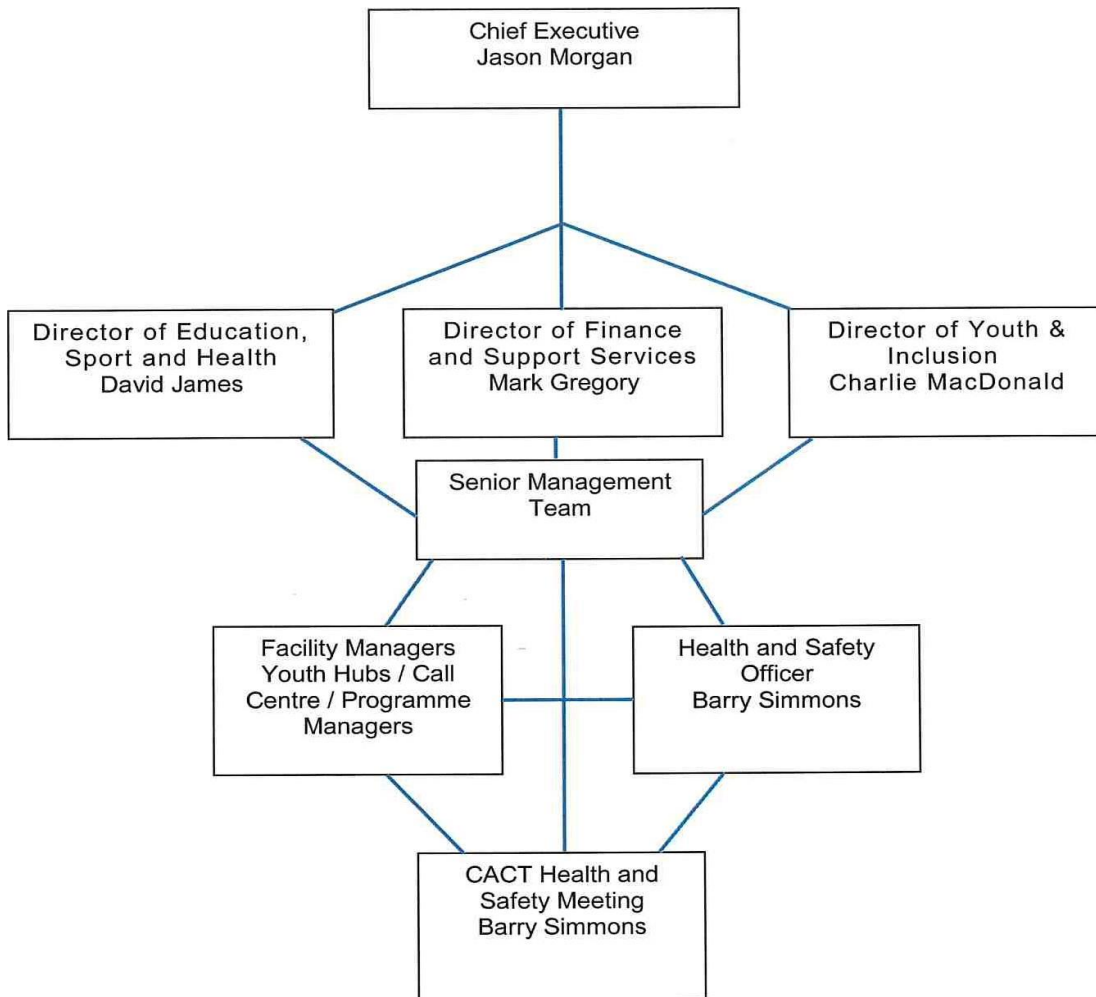 Chief Executive
Jason Morgan
Director of Education,
Sport and Health
David James
Director of Finance
and Support Services
Mark Gregory
Director of Youth &
Inclusion
Charlie MacDonald
Senior Management
Team
Facility Managers
Youth Hubs / Call
Centre / Programme
Managers
Health and Safety
Officer
Barry Simmons
CACT Health and
Safety Meeting
Barry Simmons